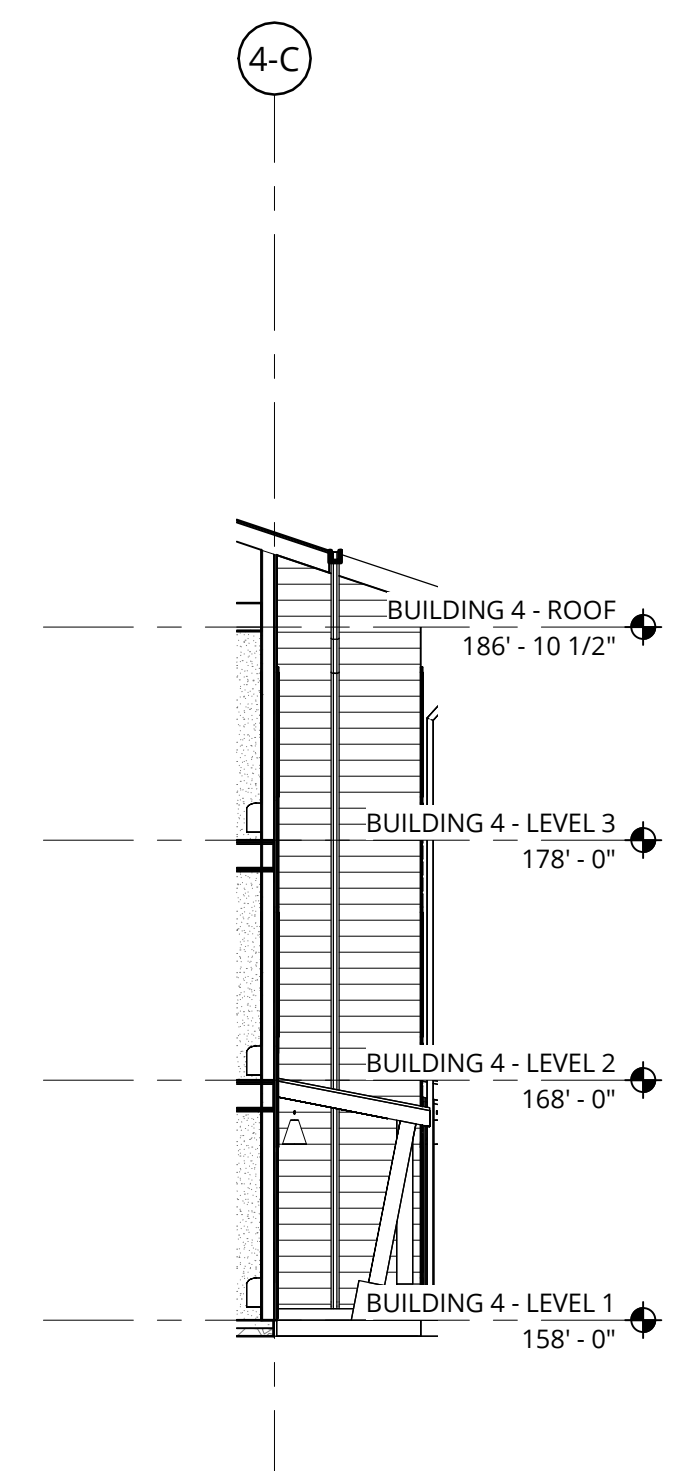 4-C
BUILDING 4 - ROOF
186' - 10 1/2"
BUILDING 4 - LEVEL 3
178' - 0"
BUILDING 4 - LEVEL 2
168' - 0"
BUILDING 4 - LEVEL 1
158' - 0"